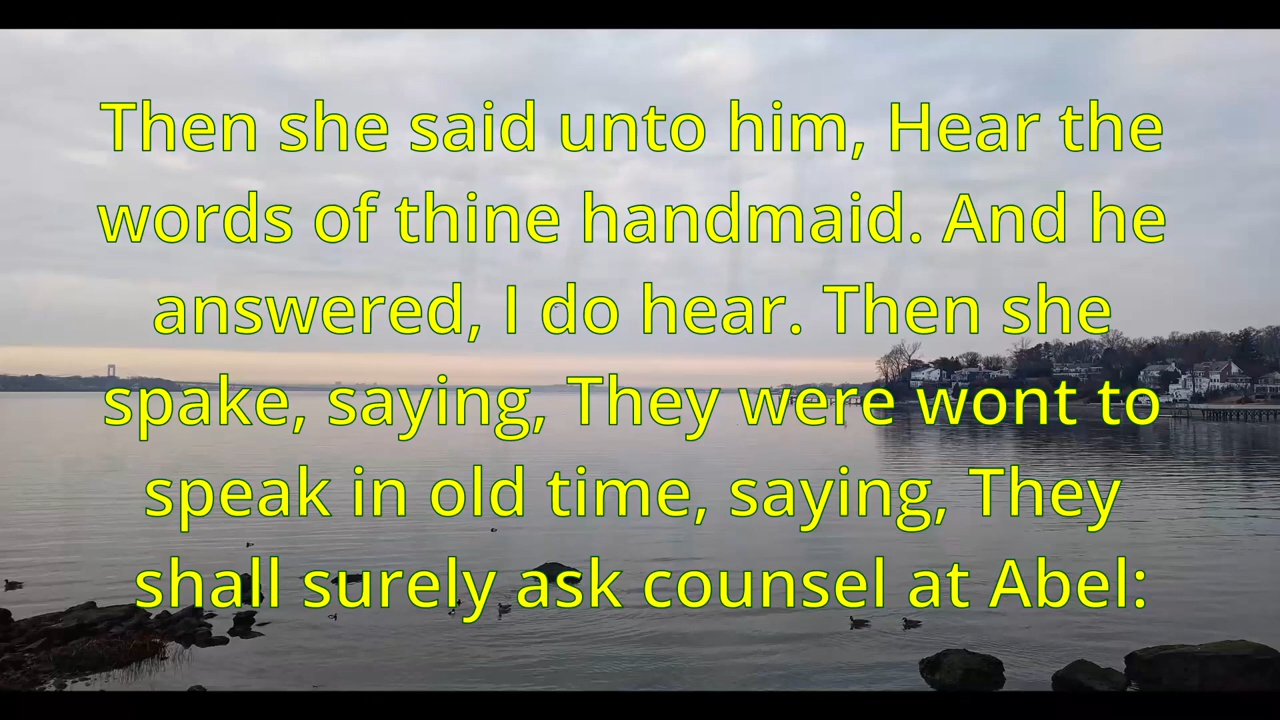 Then she said unto him, Hear the
words of thine handmaid. And he
answered, I do hear. Then she
spake, saying, They were wont to
speak in old time, saying, They
shall surely ask counsel at Abel: